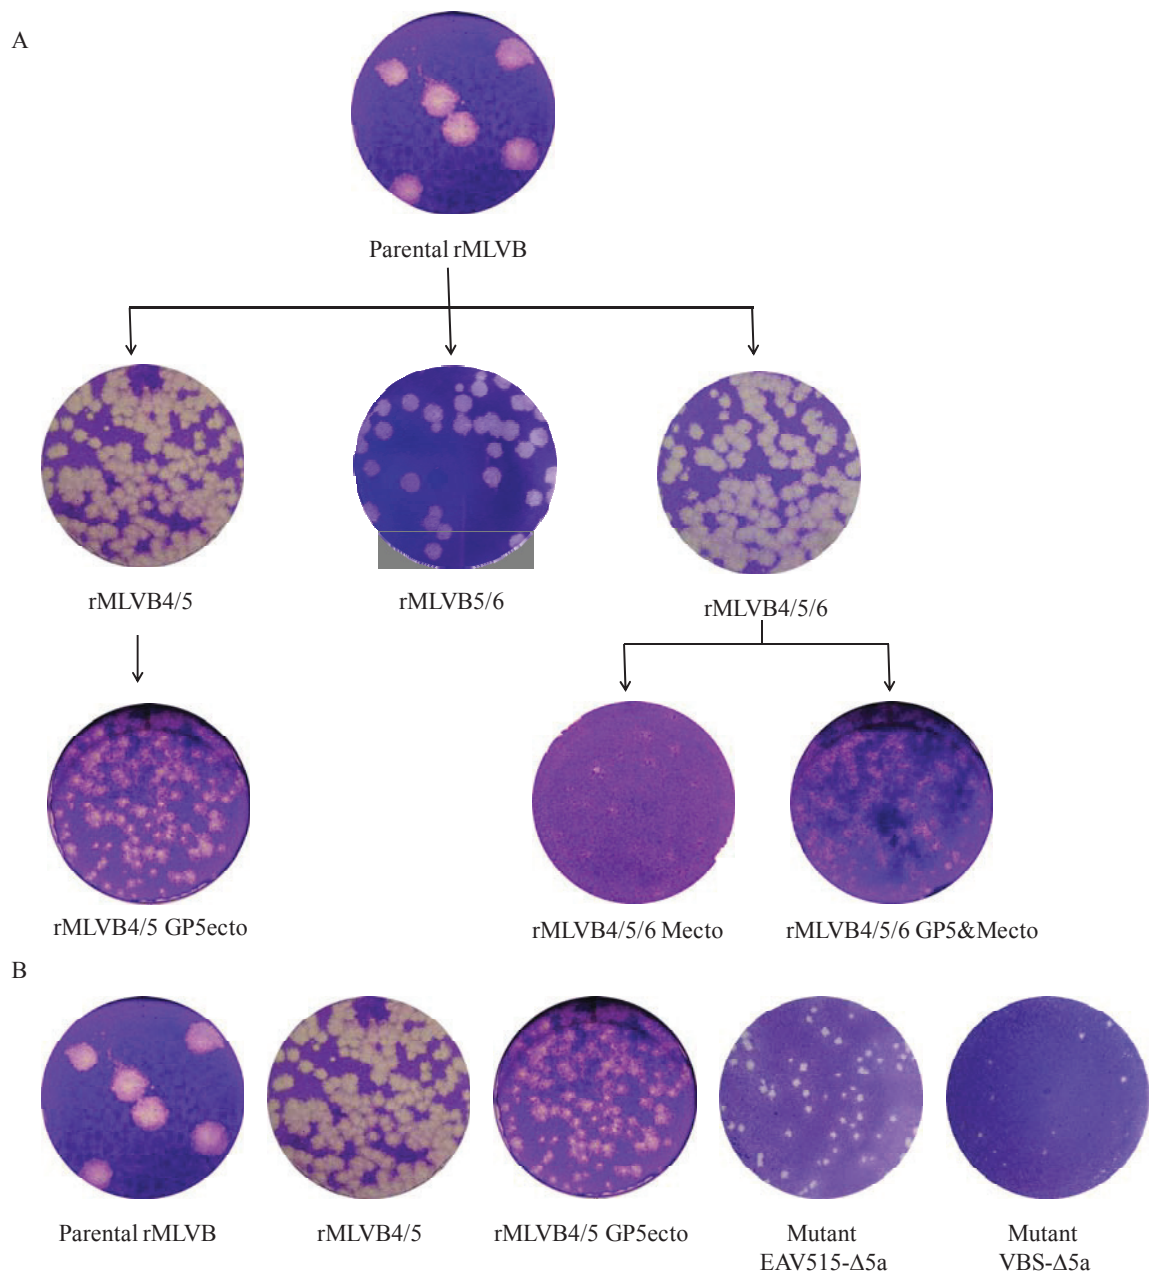 A
Parental rMLVB
rMLVB4/5
rMLVB5/6
rMLVB4/5/6
rMLVB4/5 GP5ecto
rMLVB4/5/6 Mecto
rMLVB4/5/6 GP5&Mecto
B
Parental rMLVB
rMLVB4/5
rMLVB4/5 GP5ecto
Mutant
EAV515-Δ5a
Mutant
VBS-Δ5a